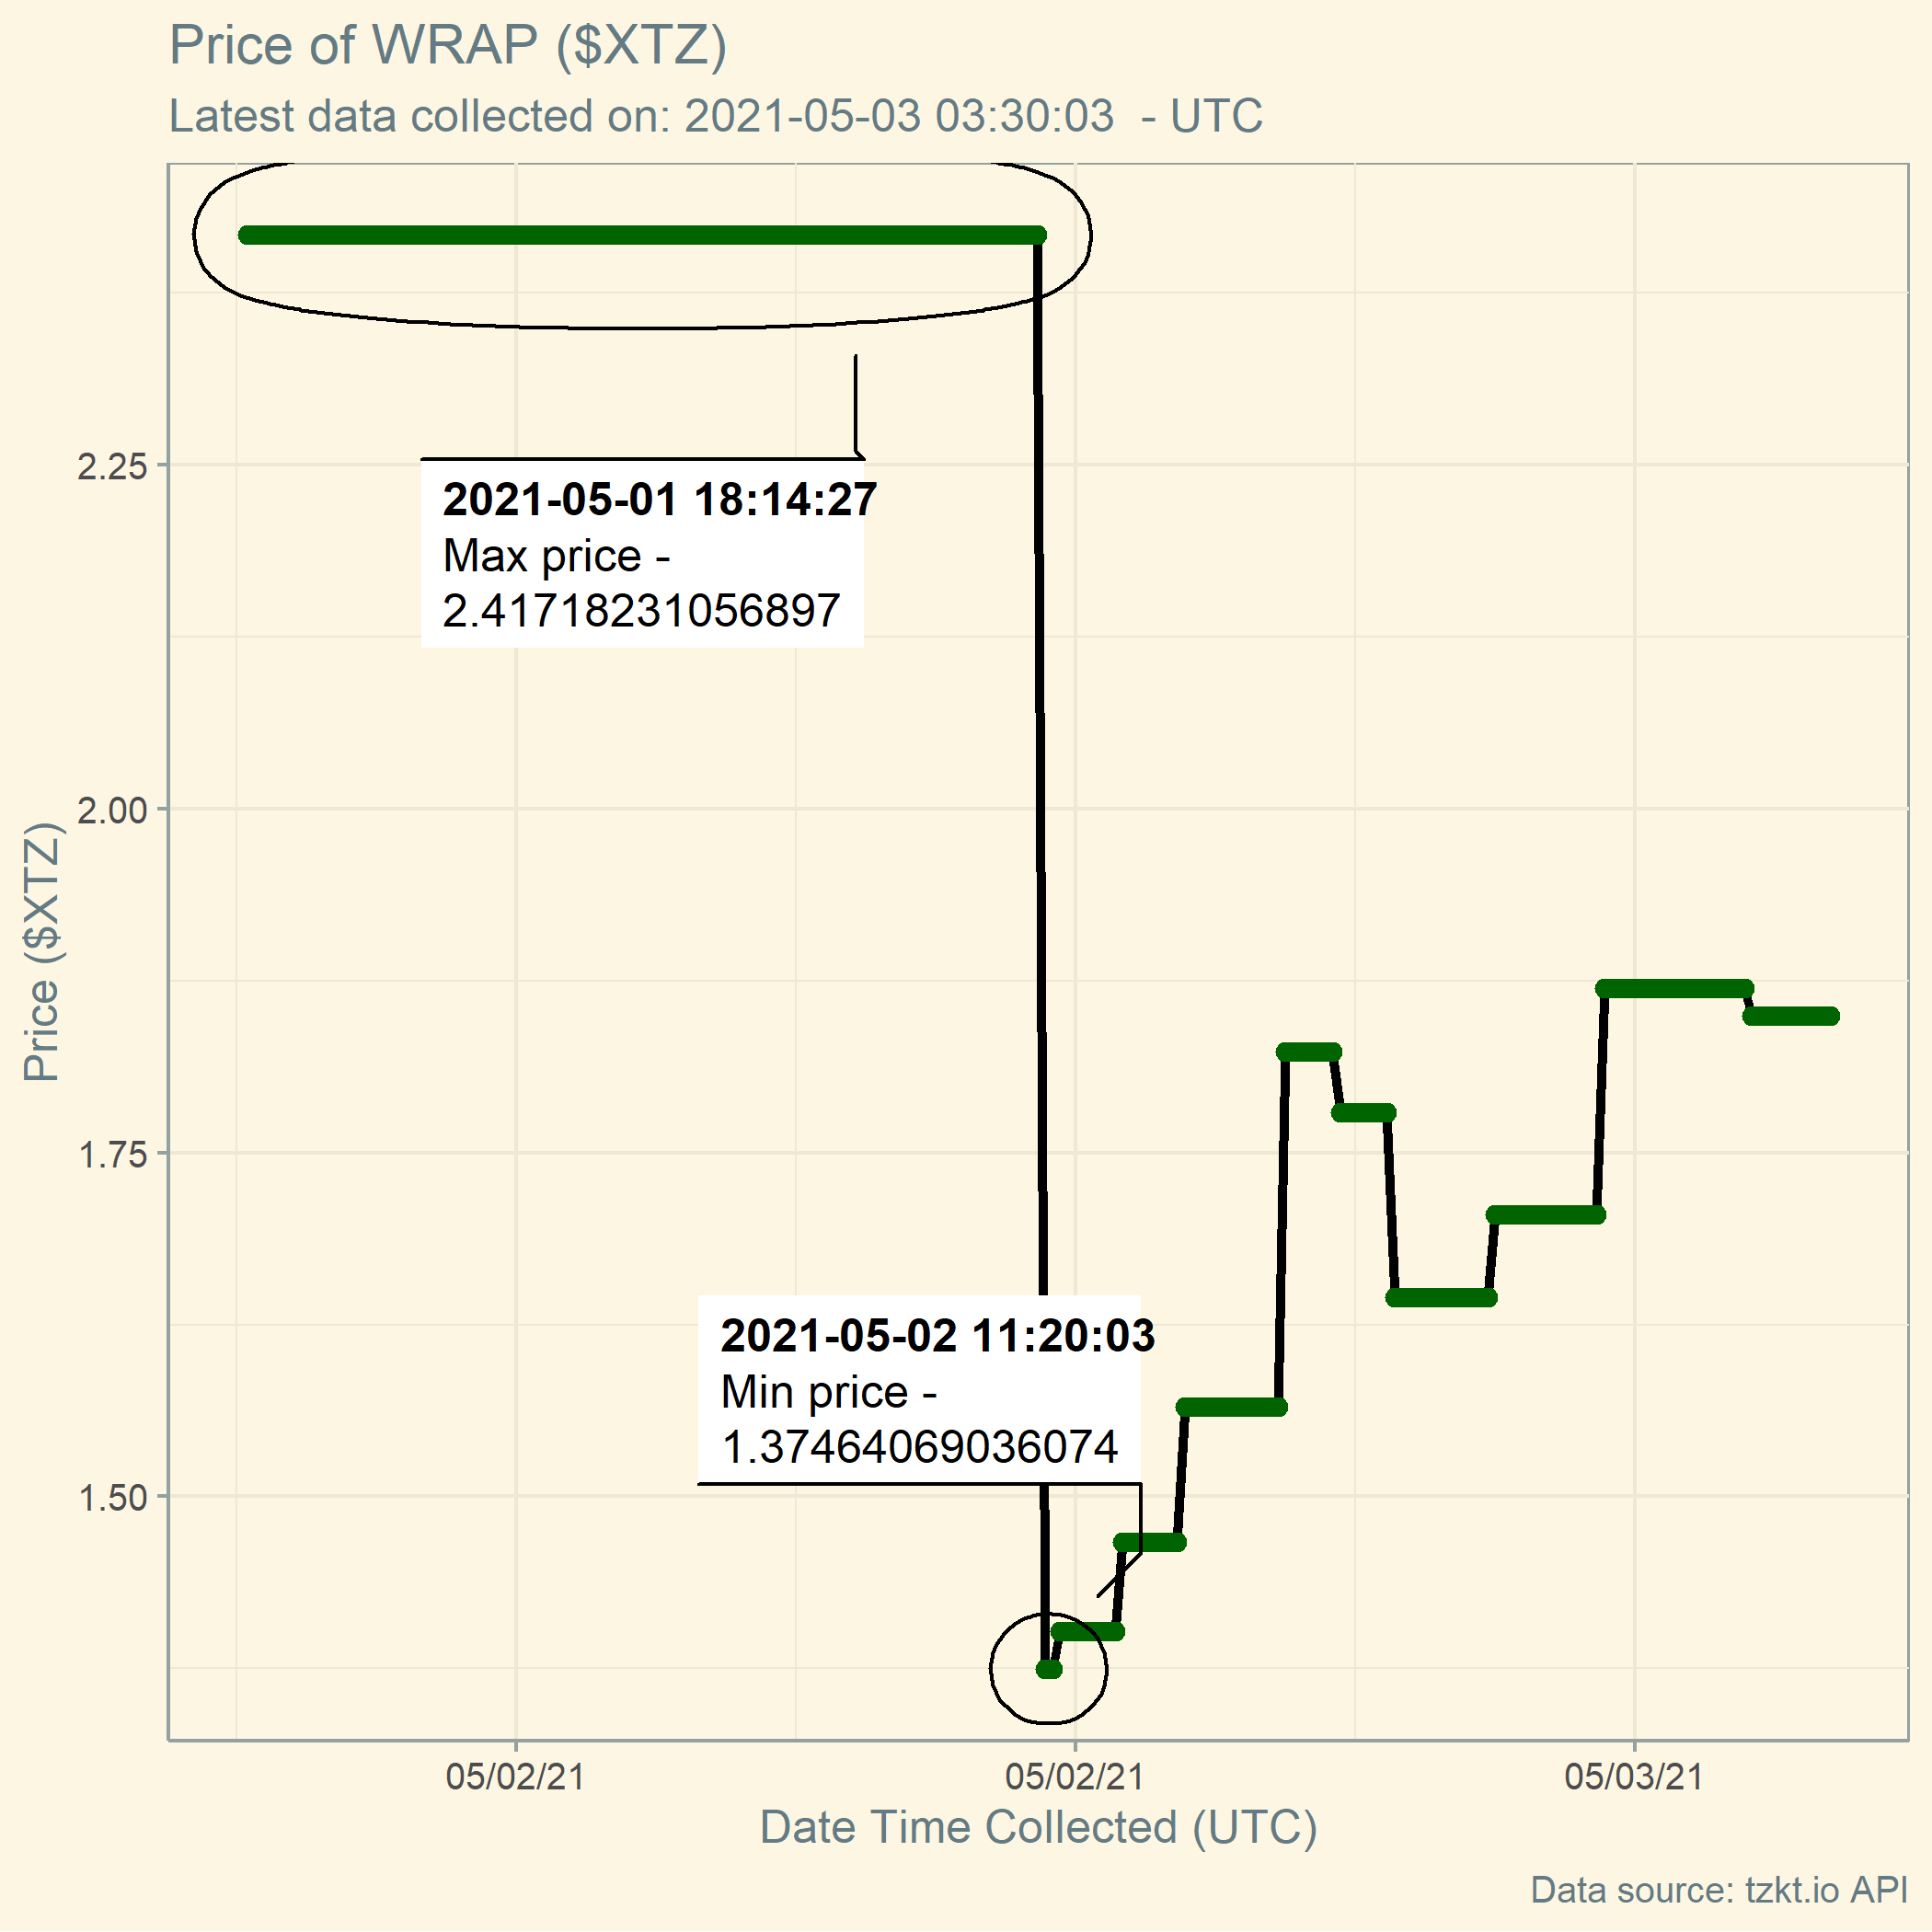 Price of WRAP ($XTZ)
Latest data collected on: 2021-05-03 03:30:03  - UTC
2.25
2.00
1.75
1.50
Price ($XTZ)
2021-05-01 18:14:27
Max price -
2.41718231056897
2021-05-02 11:20:03
Min price -
1.37464069036074
05/02/21
05/02/21
05/03/21
Date Time Collected (UTC)
Data source: tzkt.io API